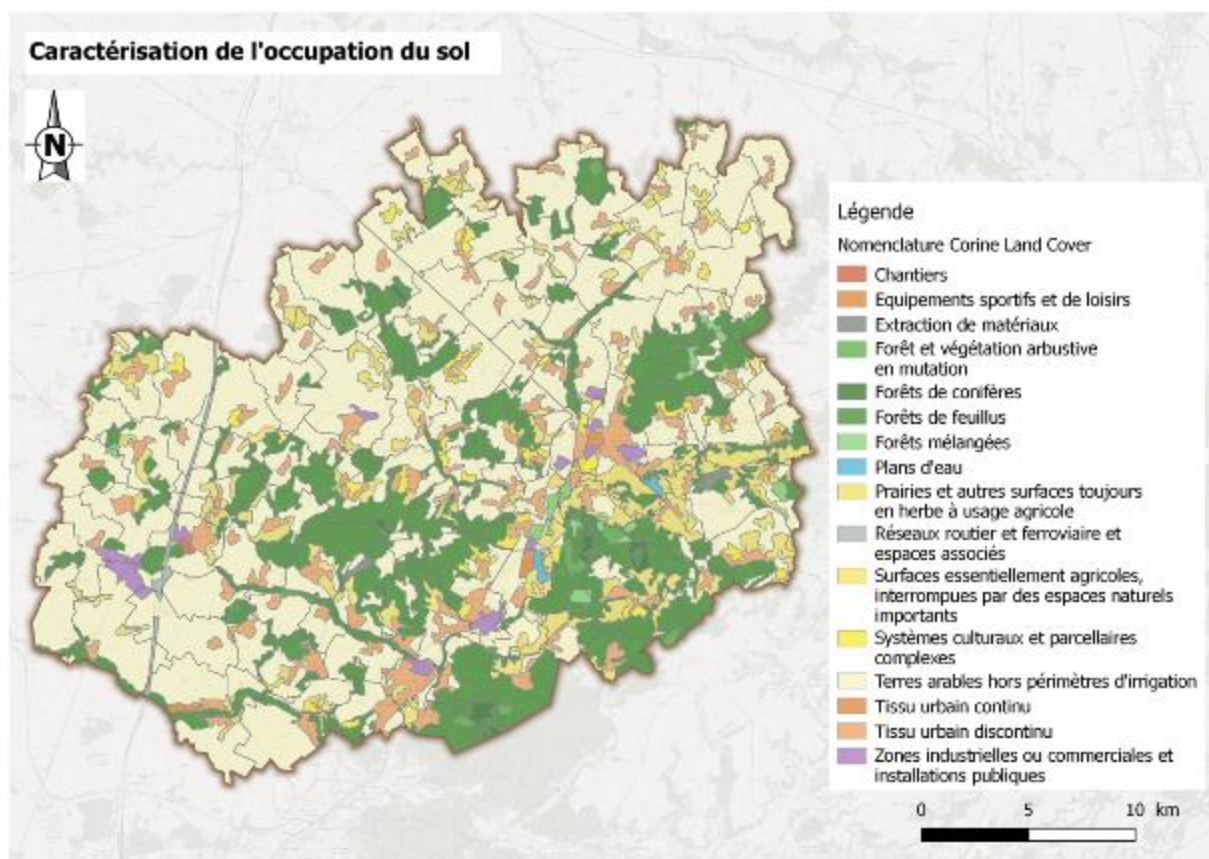 Caractérisation de l'occupation du sol
N
Légende
Nomenclature Corine Land Cover
Chantiers
Equipements sportifs et de loisirs
Extraction de matériaux
Forêt et végétation arbustive
en mutation
Forêts de conifères
Forêts de feuillus
Forêts mélangées
Plans d'eau
Prairies et autres surfaces toujours
en herbe à usage agricole
Réseaux routier et ferroviaire et
espaces associés
Surfaces essentiellement agricoles,
interrompues par des espaces naturels
importants
Systèmes culturaux et parcellaires
complexes
Terres arables hors périmètres d'irrigation
Tissu urbain continu
Tissu urbain discontinu
Zones industrielles ou commerciales et
installations publiques
0 5 10 km